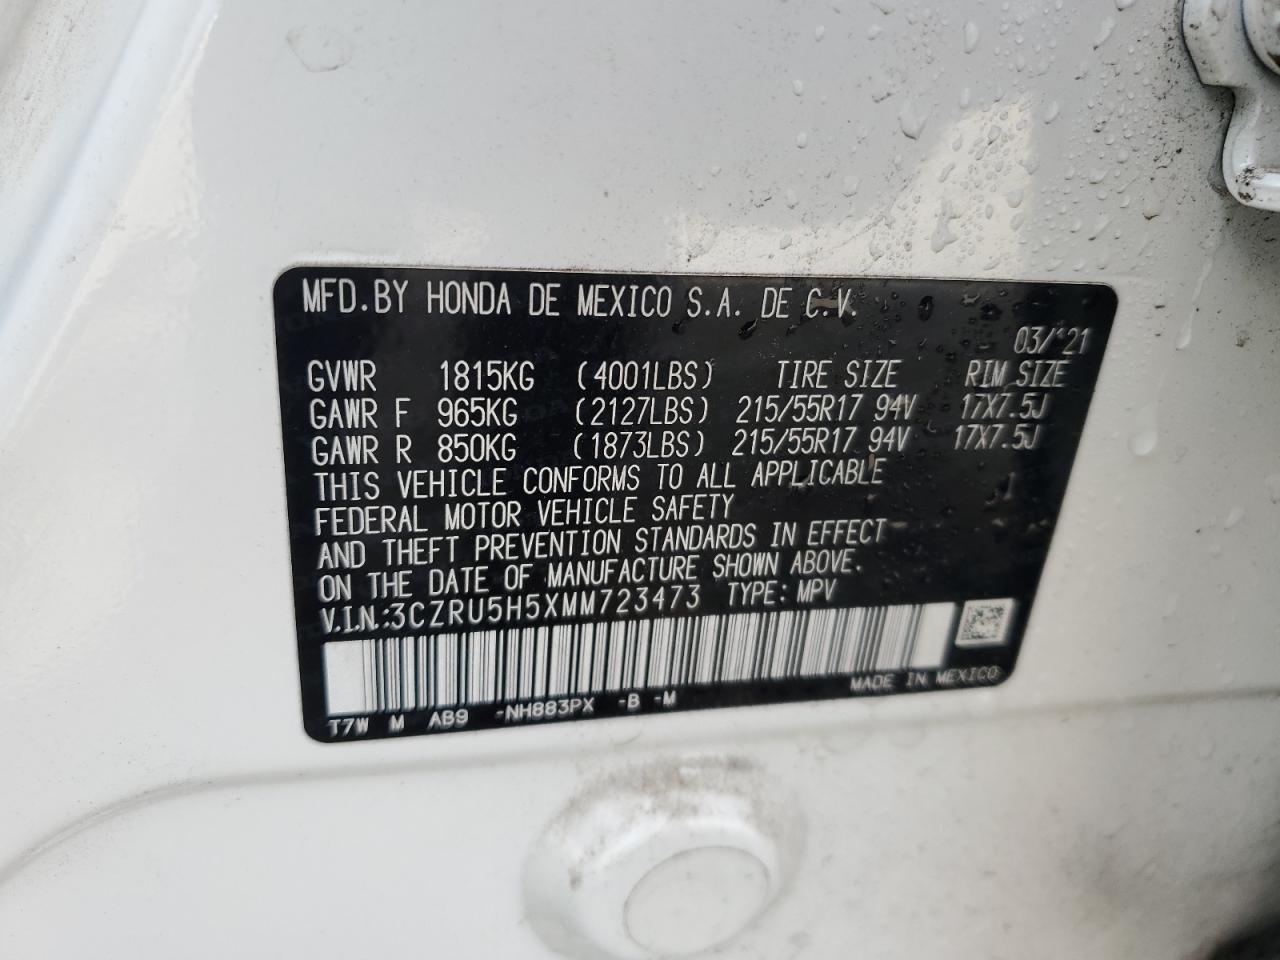 MFD.BY HONDA DE MEXICO S.A. DE C.V.
03/'21
GVWR 1815KG (4001LBS) TIRE SIZE RIM SIZE
GAWR F 965KG (2127LBS) 215/55R17 94V 17X7.5J
GAWR R 850KG (1873LBS) 215/55R17 94V 17X7.5J
THIS VEHICLE CONFORMS TO ALL APPLICABLE
FEDERAL MOTOR VEHICLE SAFETY
AND THEFT PREVENTION STANDARDS IN EFFECT
ON THE DATE OF MANUFACTURE SHOWN ABOVE.
V.I.N.:3CZRU5H5XMM723473 TYPE: MPV
MADE IN MEXICO
T7W M AB9 -NH883PX -B -M